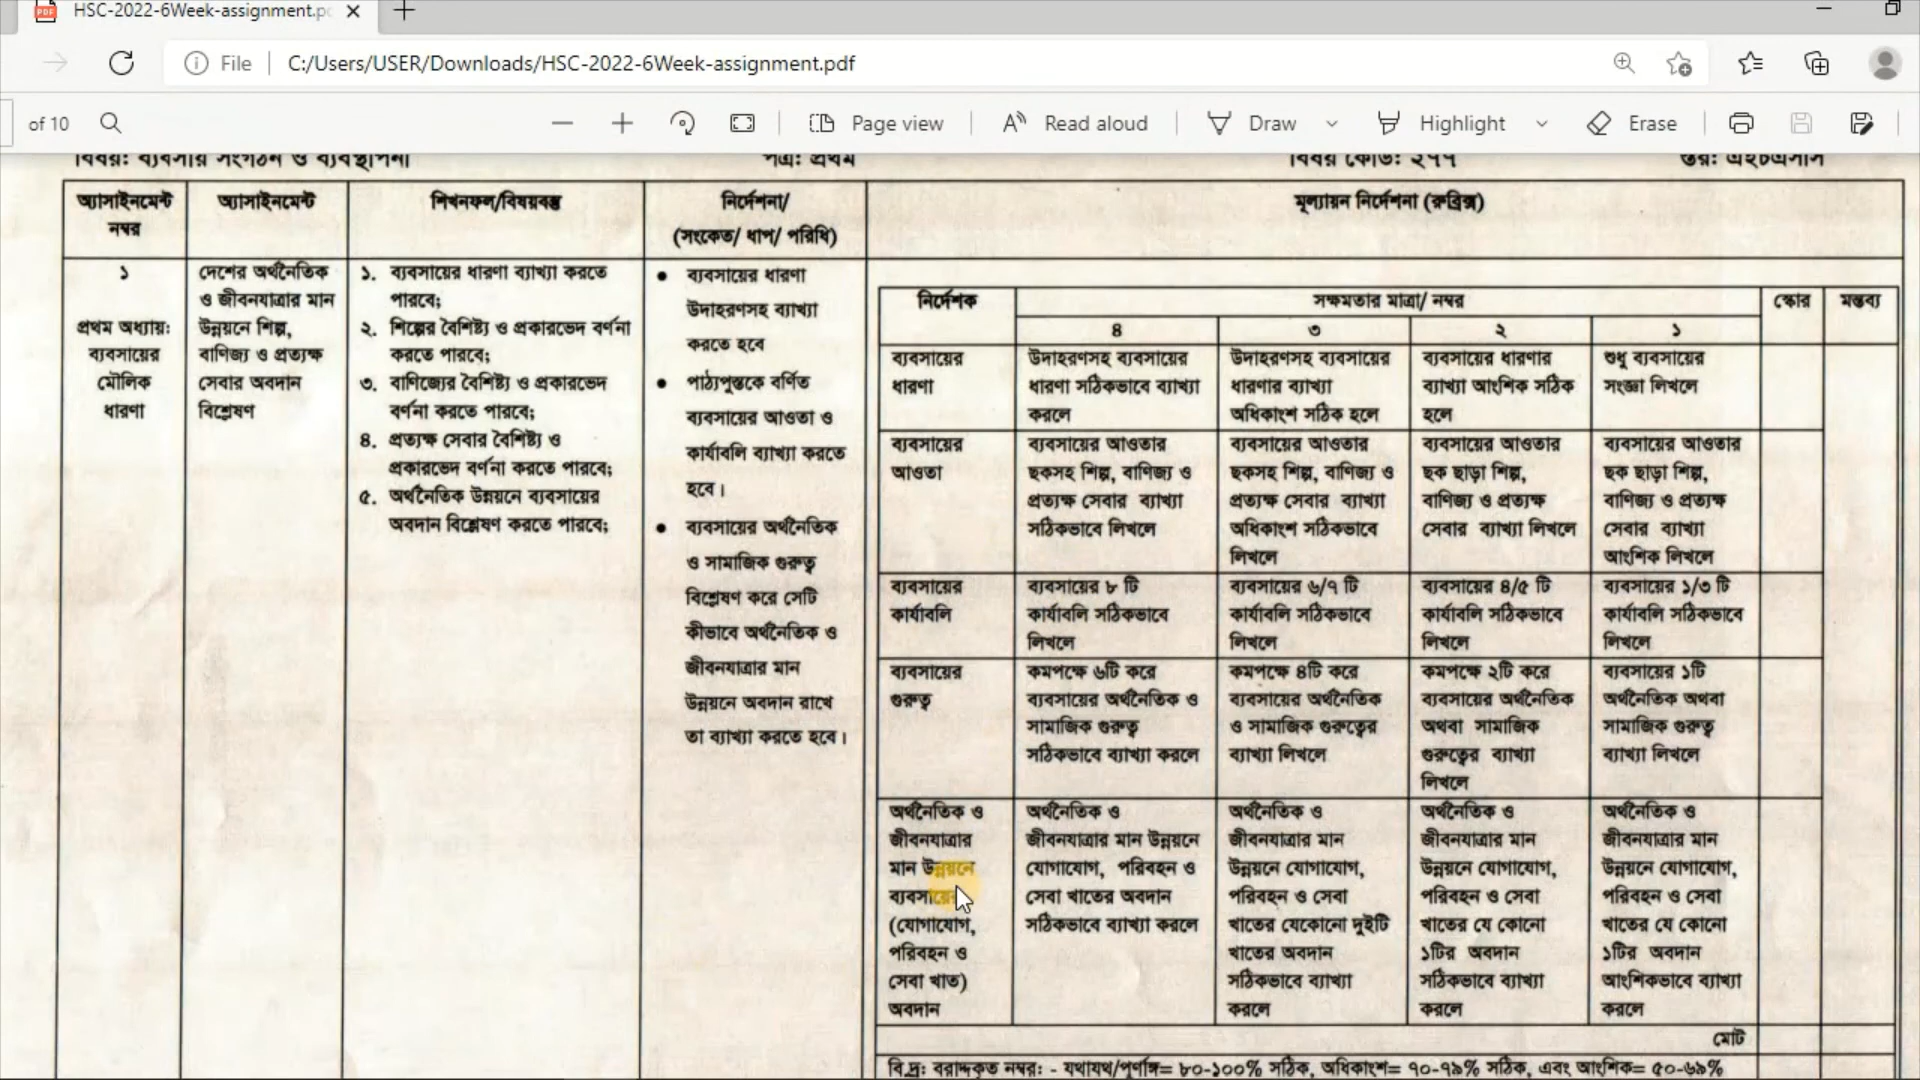 HSC-2022-6Week-assignment.pd
File
C:/Users/USER/Downloads/HSC-2022-6Week-assignment.pdf
of 10
Page view
Read aloud
Draw
Highlight
Erase
বিষয়: ব্যবসায় সংগঠন ও ব্যবস্থাপনা
পত্র: প্রথম
বিষয় কোড: ২৭৭
স্তর: এইচএসসি
অ্যাসাইনমেন্ট
নম্বর
অ্যাসাইনমেন্ট
শিখনফল/বিষয়বস্তু
নির্দেশনা/
(সংকেত/ ধাপ/ পরিধি)
মূল্যায়ন নির্দেশনা (রুব্রিক্স)
১
প্রথম অধ্যায়:
ব্যবসায়ের
মৌলিক
ধারণা
দেশের অর্থনৈতিক
ও জীবনযাত্রার মান
উন্নয়নে শিল্প,
বাণিজ্য ও প্রত্যক্ষ
সেবার অবদান
বিশ্লেষণ
১. ব্যবসায়ের ধারণা ব্যাখ্যা করতে
পারবে;
২. শিল্পের বৈশিষ্ট্য ও প্রকারভেদ বর্ণনা
করতে পারবে;
৩. বাণিজ্যের বৈশিষ্ট্য ও প্রকারভেদ
বর্ণনা করতে পারবে;
৪. প্রত্যক্ষ সেবার বৈশিষ্ট্য ও
প্রকারভেদ বর্ণনা করতে পারবে;
৫. অর্থনৈতিক উন্নয়নে ব্যবসায়ের
অবদান বিশ্লেষণ করতে পারবে;
• ব্যবসায়ের ধারণা
উদাহরণসহ ব্যাখ্যা
করতে হবে
• পাঠ্যপুস্তকে বর্ণিত
ব্যবসায়ের আওতা ও
কার্যাবলি ব্যাখ্যা করতে
হবে।
• ব্যবসায়ের অর্থনৈতিক
ও সামাজিক গুরুত্ব
বিশ্লেষণ করে সেটি
কীভাবে অর্থনৈতিক ও
জীবনযাত্রার মান
উন্নয়নে অবদান রাখে
তা ব্যাখ্যা করতে হবে।
নির্দেশক
সক্ষমতার মাত্রা/ নম্বর
স্কোর
মন্তব্য
৪
৩
২
১
ব্যবসায়ের
ধারণা
উদাহরণসহ ব্যবসায়ের
ধারণা সঠিকভাবে ব্যাখ্যা
করলে
উদাহরণসহ ব্যবসায়ের
ধারণার ব্যাখ্যা
অধিকাংশ সঠিক হলে
ব্যবসায়ের ধারণার
ব্যাখ্যা আংশিক সঠিক
হলে
শুধু ব্যবসায়ের
সংজ্ঞা লিখলে
ব্যবসায়ের
আওতা
ব্যবসায়ের আওতার
ছকসহ শিল্প, বাণিজ্য ও
প্রত্যক্ষ সেবার ব্যাখ্যা
সঠিকভাবে লিখলে
ব্যবসায়ের আওতার
ছকসহ শিল্প, বাণিজ্য ও
প্রত্যক্ষ সেবার ব্যাখ্যা
অধিকাংশ সঠিকভাবে
লিখলে
ব্যবসায়ের আওতার
ছক ছাড়া শিল্প,
বাণিজ্য ও প্রত্যক্ষ
সেবার ব্যাখ্যা লিখলে
ব্যবসায়ের আওতার
ছক ছাড়া শিল্প,
বাণিজ্য ও প্রত্যক্ষ
সেবার ব্যাখ্যা
আংশিক লিখলে
ব্যবসায়ের
কার্যাবলি
ব্যবসায়ের ৮ টি
কার্যাবলি সঠিকভাবে
লিখলে
ব্যবসায়ের ৬/৭ টি
কার্যাবলি সঠিকভাবে
লিখলে
ব্যবসায়ের ৪/৫ টি
কার্যাবলি সঠিকভাবে
লিখলে
ব্যবসায়ের ১/৩ টি
কার্যাবলি সঠিকভাবে
লিখলে
ব্যবসায়ের
গুরুত্ব
কমপক্ষে ৬টি করে
ব্যবসায়ের অর্থনৈতিক ও
সামাজিক গুরুত্ব
সঠিকভাবে ব্যাখ্যা করলে
কমপক্ষে ৪টি করে
ব্যবসায়ের অর্থনৈতিক
ও সামাজিক গুরুত্বের
ব্যাখ্যা লিখলে
কমপক্ষে ২টি করে
ব্যবসায়ের অর্থনৈতিক
অথবা সামাজিক
গুরুত্বের ব্যাখ্যা
লিখলে
ব্যবসায়ের ১টি
অর্থনৈতিক অথবা
সামাজিক গুরুত্ব
ব্যাখ্যা লিখলে
অর্থনৈতিক ও
জীবনযাত্রার
মান উন্নয়নে
ব্যবসায়ের
(যোগাযোগ,
পরিবহন ও
সেবা খাত)
অবদান
অর্থনৈতিক ও
জীবনযাত্রার মান উন্নয়নে
যোগাযোগ, পরিবহন ও
সেবা খাতের অবদান
সঠিকভাবে ব্যাখ্যা করলে
অর্থনৈতিক ও
জীবনযাত্রার মান
উন্নয়নে যোগাযোগ,
পরিবহন ও সেবা
খাতের যেকোনো দুইটি
খাতের অবদান
সঠিকভাবে ব্যাখ্যা
করলে
অর্থনৈতিক ও
জীবনযাত্রার মান
উন্নয়নে যোগাযোগ,
পরিবহন ও সেবা
খাতের যে কোনো
১টির অবদান
সঠিকভাবে ব্যাখ্যা
করলে
অর্থনৈতিক ও
জীবনযাত্রার মান
উন্নয়নে যোগাযোগ,
পরিবহন ও সেবা
খাতের যে কোনো
১টির অবদান
আংশিকভাবে ব্যাখ্যা
করলে
মোট
বি.দ্র: বরাদ্দকৃত নম্বর: - যথাযথ/পূর্ণাঙ্গ= ৮০-১০০% সঠিক, অধিকাংশ= ৭০-৭৯% সঠিক, এবং আংশিক= ৫০-৬৯%